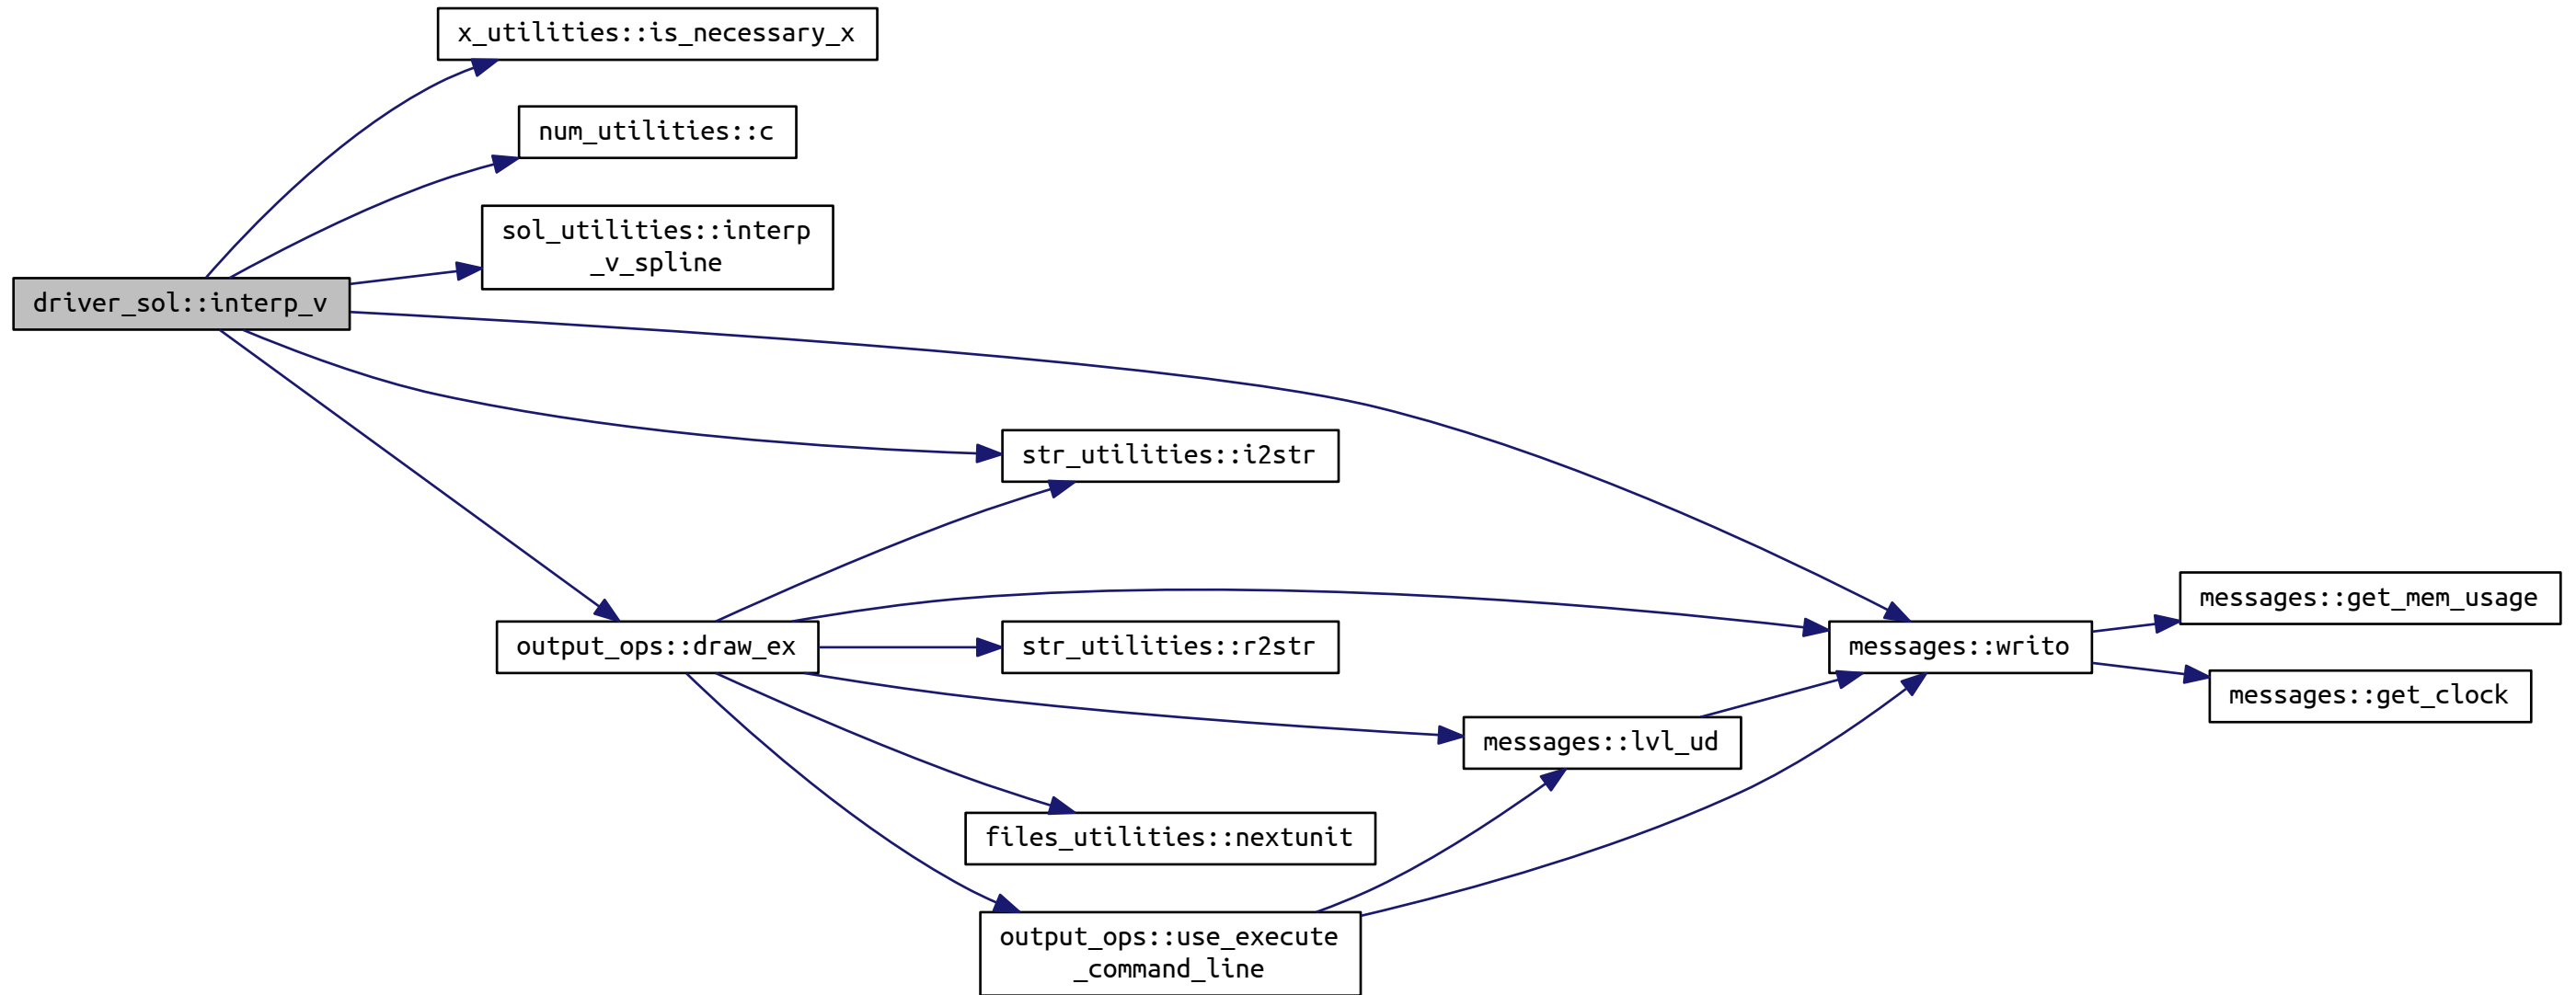 x_utilities::is_necessary_x
num_utilities::c
sol_utilities::interp
_v_spline
driver_sol::interp_v
str_utilities::i2str
messages::get_mem_usage
output_ops::draw_ex
str_utilities::r2str
messages::writo
messages::get_clock
messages::lvl_ud
files_utilities::nextunit
output_ops::use_execute
_command_line